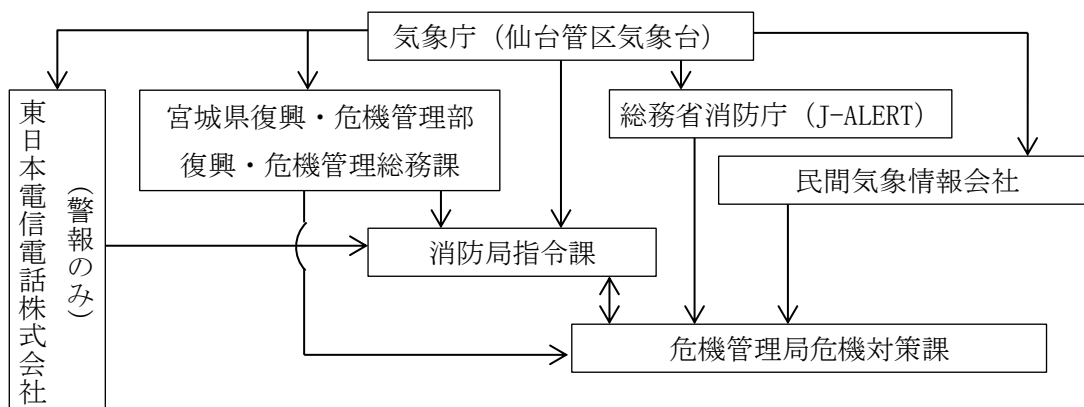 気象庁（仙台管区気象台）
東日本電信電話株式会社
（警報のみ）
宮城県復興・危機管理部
復興・危機管理総務課
総務省消防庁（J-ALERT）
民間気象情報会社
消防局指令課
危機管理局危機対策課